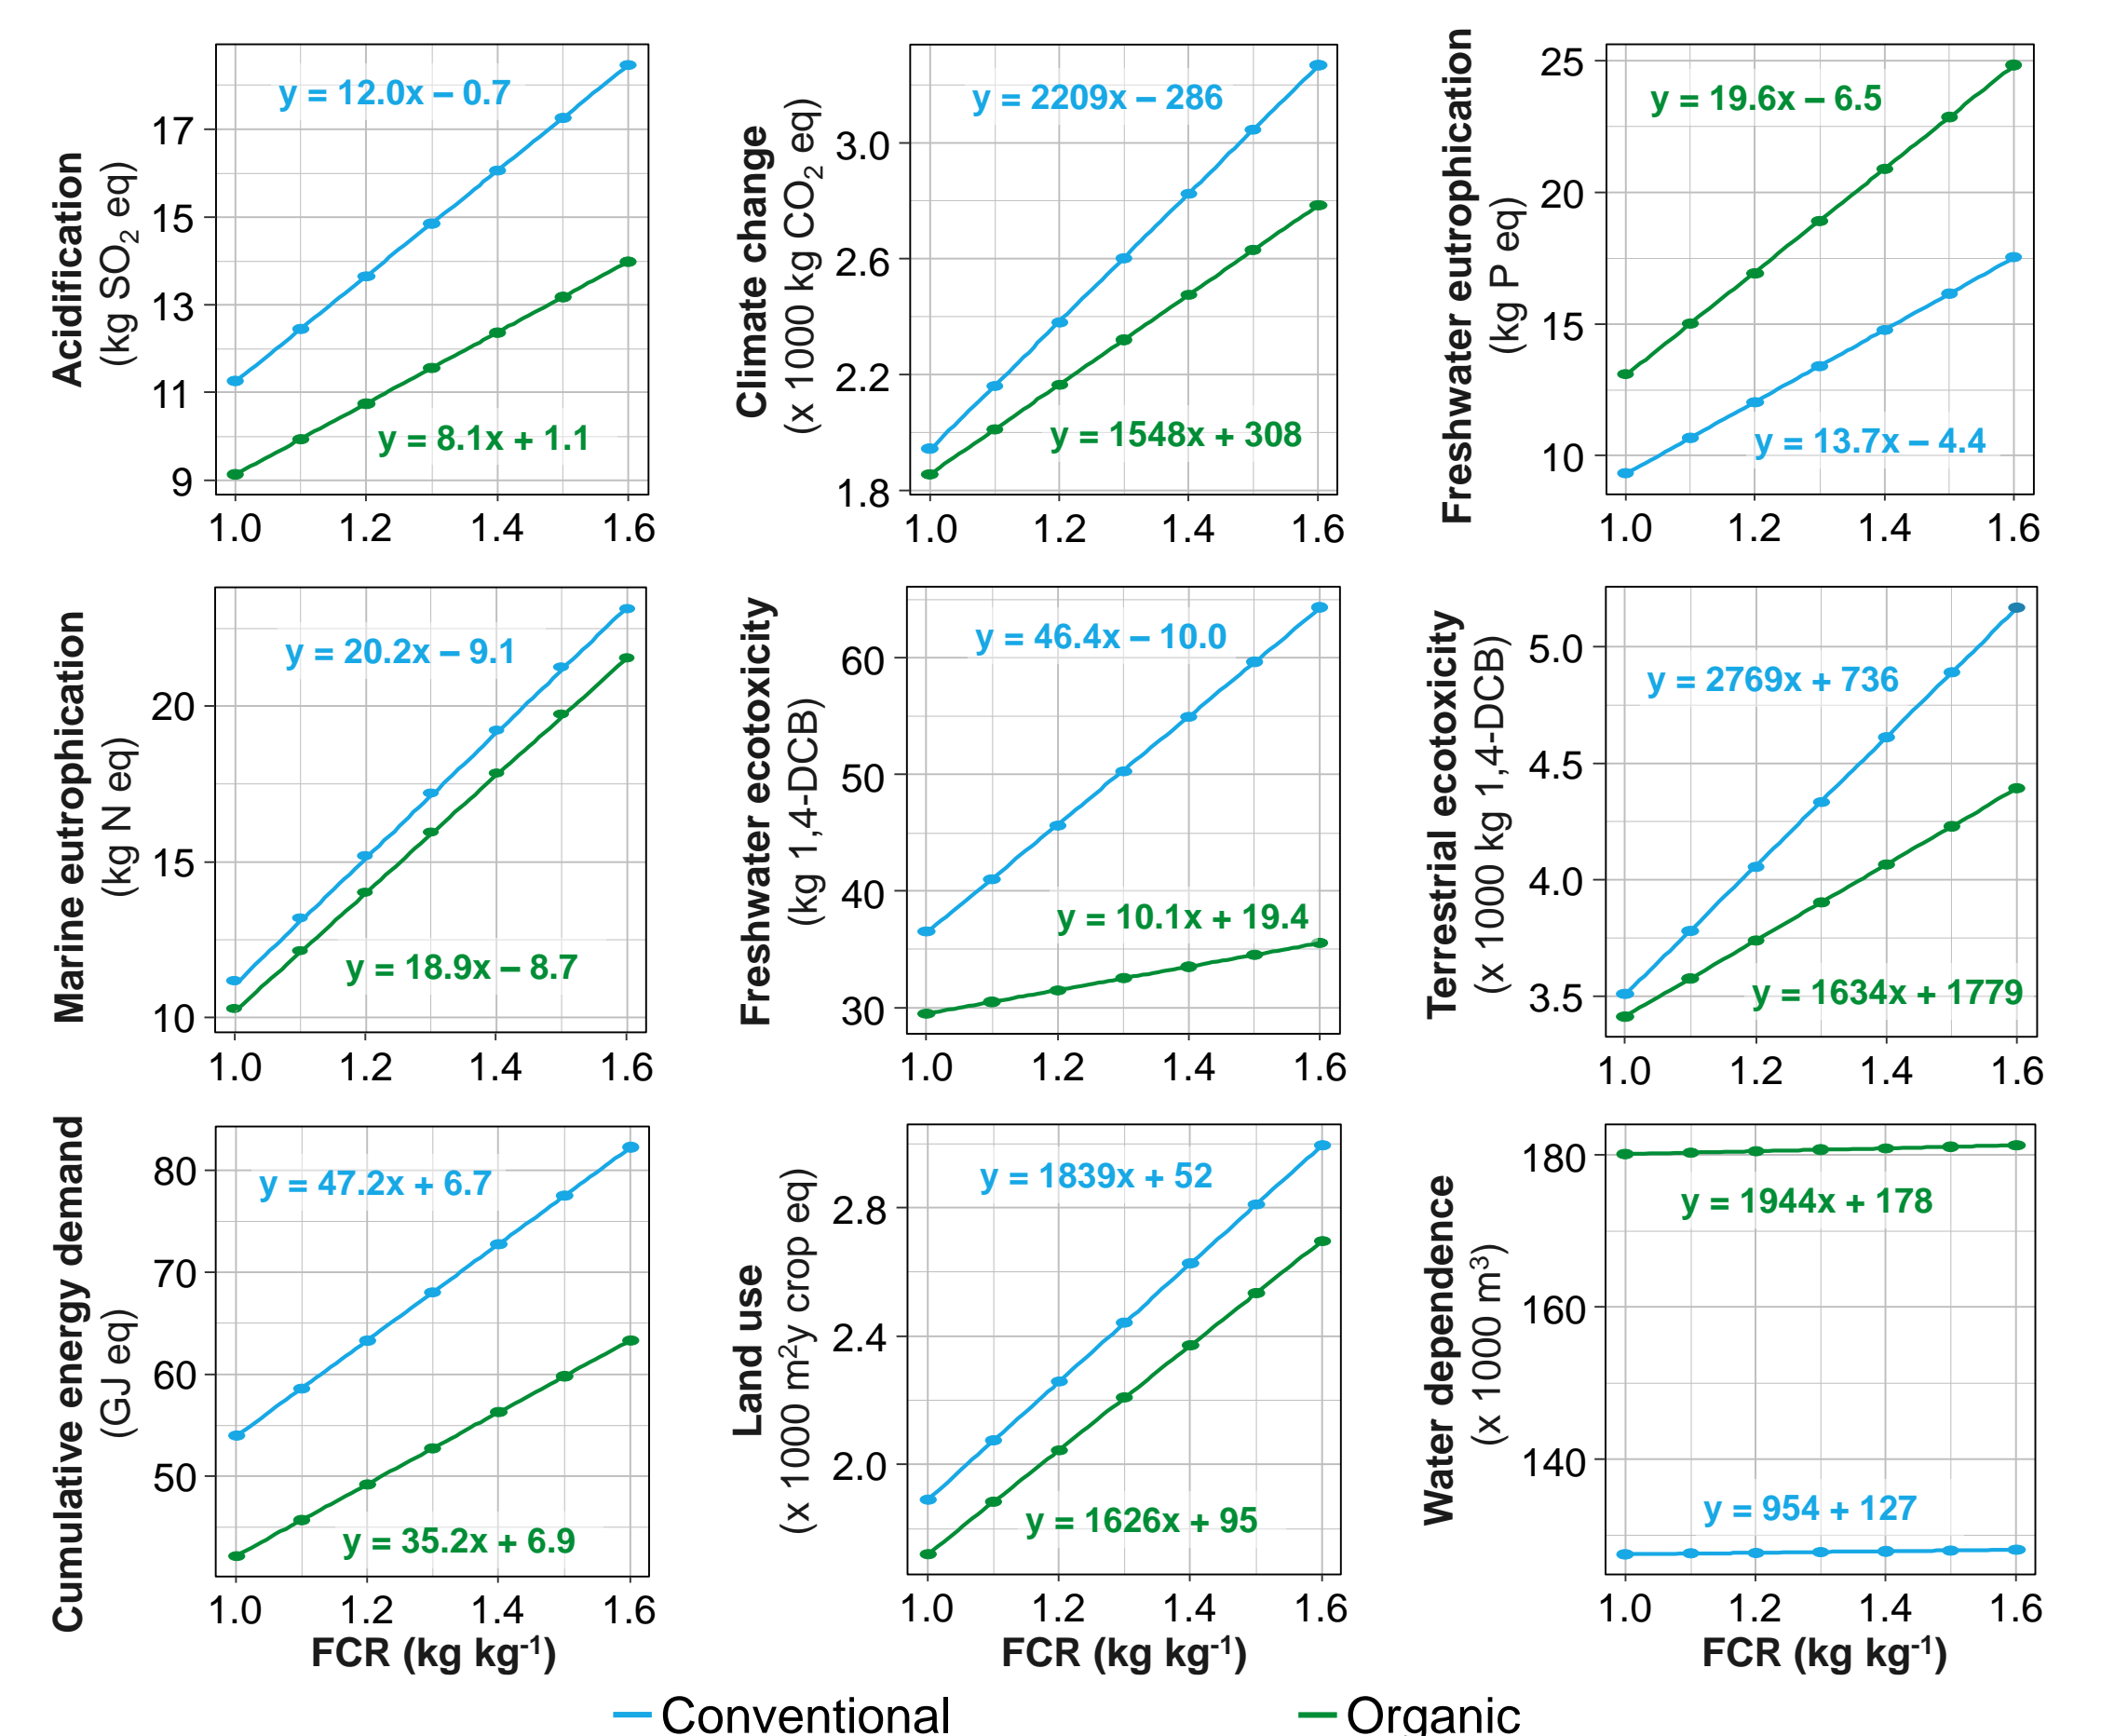 Acidification
(kg SO₂ eq)
17
15
13
11
9
y = 12.0x – 0.7
y = 8.1x + 1.1
1.0 1.2 1.4 1.6
Climate change
(x 1000 kg CO₂ eq)
3.0
2.6
2.2
1.8
y = 2209x – 286
y = 1548x + 308
1.0 1.2 1.4 1.6
Freshwater eutrophication
(kg P eq)
25
20
15
10
y = 19.6x – 6.5
y = 13.7x – 4.4
1.0 1.2 1.4 1.6
Marine eutrophication
(kg N eq)
20
15
10
y = 20.2x – 9.1
y = 18.9x – 8.7
1.0 1.2 1.4 1.6
Freshwater ecotoxicity
(kg 1,4-DCB)
60
50
40
30
y = 46.4x – 10.0
y = 10.1x + 19.4
1.0 1.2 1.4 1.6
Terrestrial ecotoxicity
(x 1000 kg 1,4-DCB)
5.0
4.5
4.0
3.5
y = 2769x + 736
y = 1634x + 1779
1.0 1.2 1.4 1.6
Cumulative energy demand
(GJ eq)
80
70
60
50
y = 47.2x + 6.7
y = 35.2x + 6.9
1.0 1.2 1.4 1.6
FCR (kg kg⁻¹)
Land use
(x 1000 m²y crop eq)
2.8
2.4
2.0
y = 1839x + 52
y = 1626x + 95
1.0 1.2 1.4 1.6
FCR (kg kg⁻¹)
Water dependence
(x 1000 m³)
180
160
140
y = 1944x + 178
y = 954 + 127
1.0 1.2 1.4 1.6
FCR (kg kg⁻¹)
Conventional
Organic